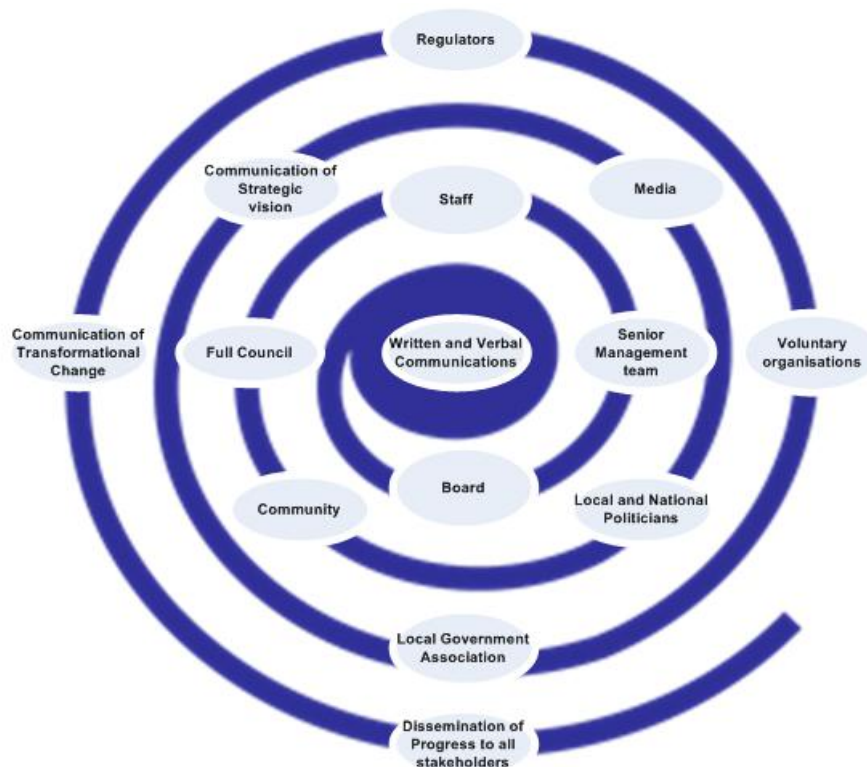 Regulators
Communication of
Strategic
vision
Staff
Media
Communication of
Transformational
Change
Full Council
Written and Verbal
Communications
Senior
Management
team
Voluntary
organisations
Community
Board
Local and National
Politicians
Local Government
Association
Dissemination of
Progress to all
stakeholders